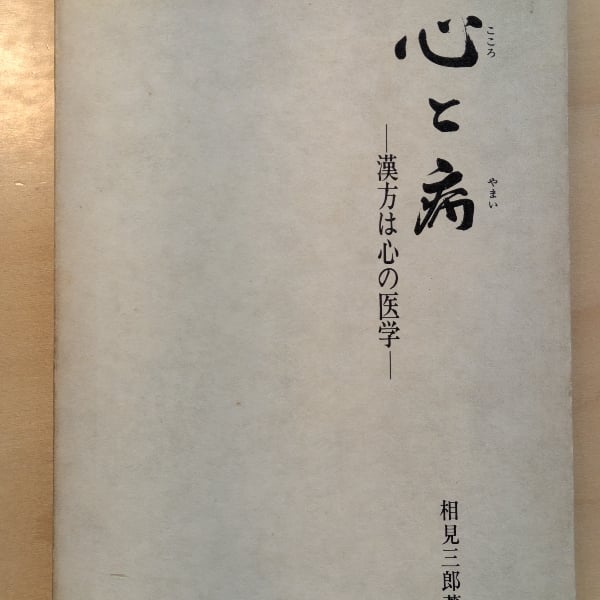 心と病
こころ
やまい
―漢方は心の医学―
相見三郎著